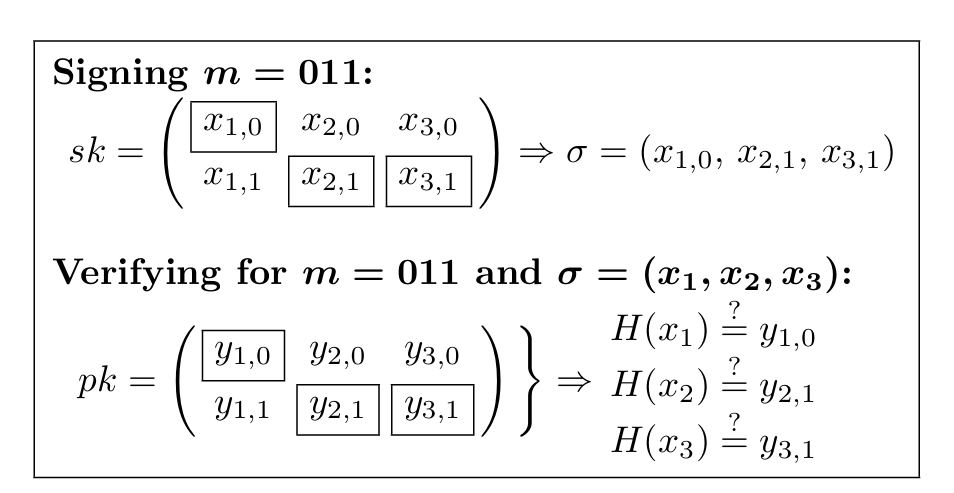 Signing m = 011:
sk = ( x1,0 x2,0 x3,0
x1,1 x2,1 x3,1 ) ⇒ σ = (x1,0, x2,1, x3,1)
Verifying for m = 011 and σ = (x1, x2, x3):
pk = ( y1,0 y2,0 y3,0
y1,1 y2,1 y3,1 ) } ⇒
H(x1) ≟ y1,0
H(x2) ≟ y2,1
H(x3) ≟ y3,1